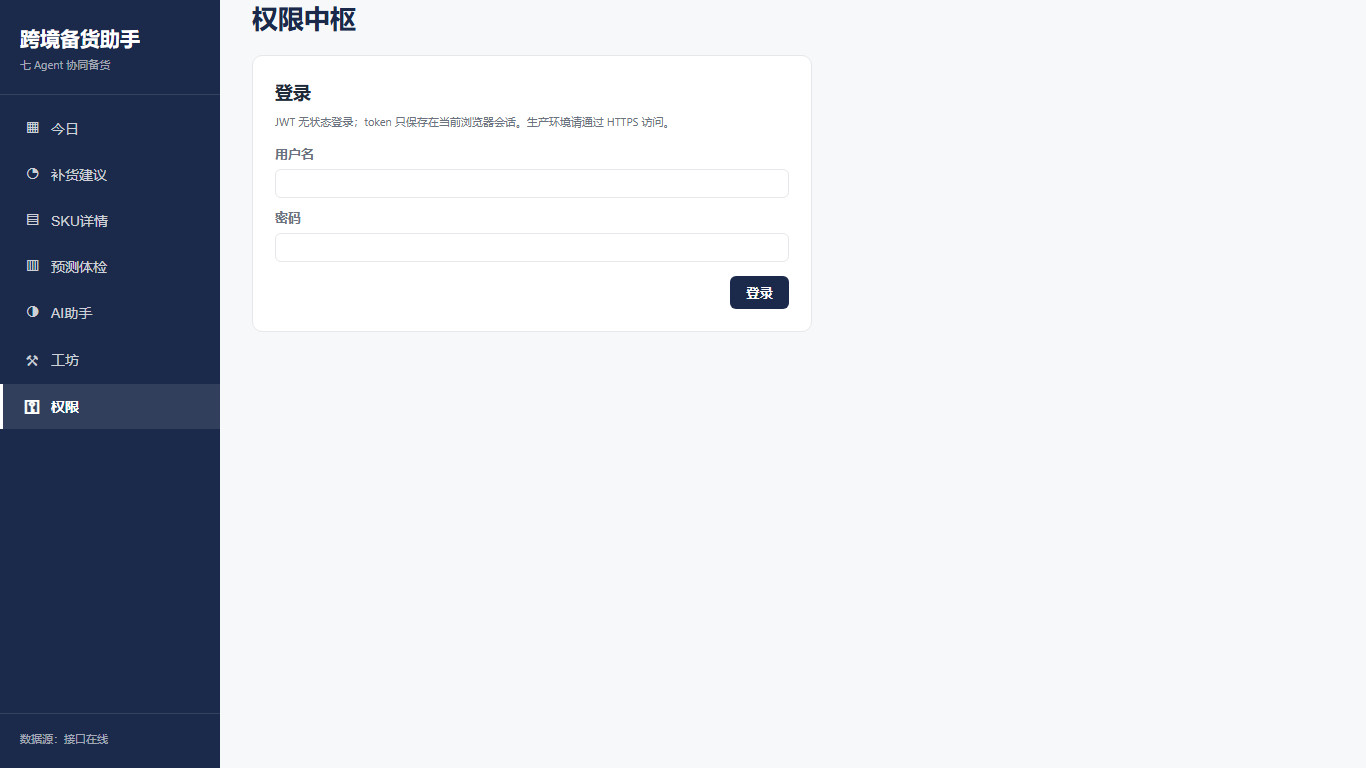 跨境备货助手
七 Agent 协同备货
今日
补货建议
SKU详情
预测体检
AI助手
工坊
权限
数据源：接口在线
权限中枢
登录
JWT 无状态登录；token 只保存在当前浏览器会话。生产环境请通过 HTTPS 访问。
用户名
密码
登录